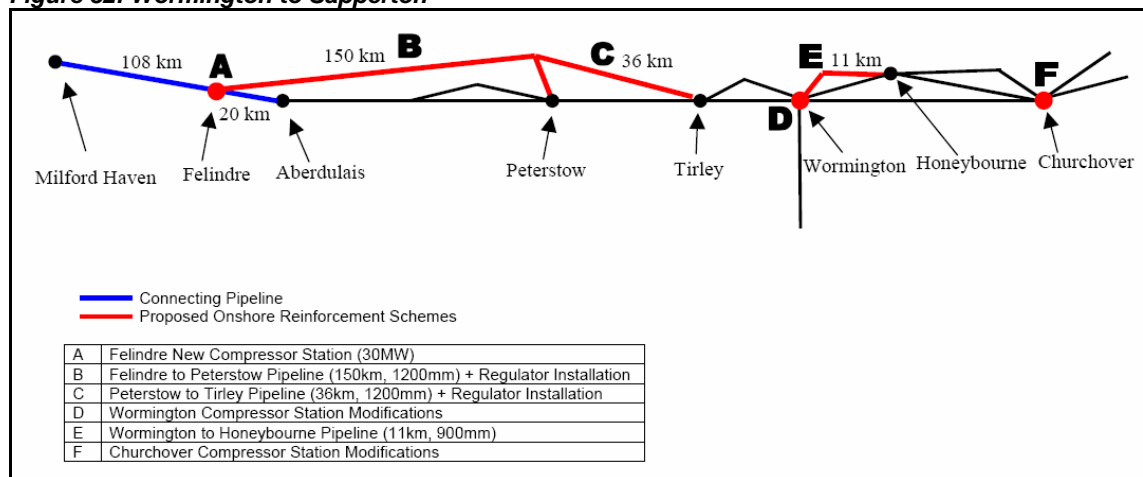 Figure Wormington to Sapperton
108 km
A
150 km
B
C
36 km
E
11 km
F
20 km
D
Milford Haven
Felindre
Aberdulais
Peterstow
Tirley
Wormington
Honeybourne
Churchover
Connecting Pipeline
Proposed Onshore Reinforcement Schemes
A Felindre New Compressor Station (30MW)
B Felindre to Peterstow Pipeline (150km, 1200mm) + Regulator Installation
C Peterstow to Tirley Pipeline (36km, 1200mm) + Regulator Installation
D Wormington Compressor Station Modifications
E Wormington to Honeybourne Pipeline (11km, 900mm)
F Churchover Compressor Station Modifications